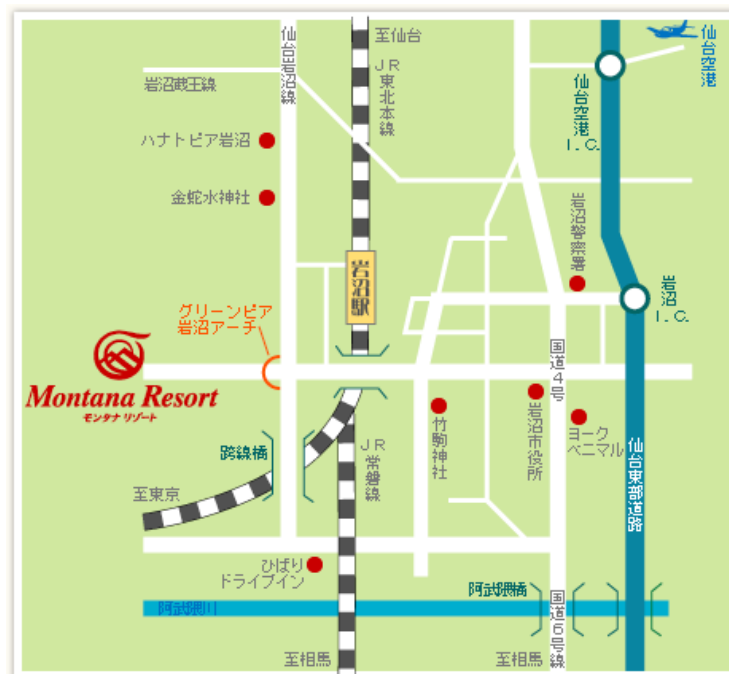 至仙台
仙台岩沼線
JR東北本線
仙台空港
岩沼蔵王線
仙台空港
I.C.
ハナトピア岩沼
金蛇水神社
岩沼警察署
岩沼駅
岩沼
I.C.
グリーンピア
岩沼アーチ
国道4号
Montana Resort
モンタナ リゾート
竹駒神社
岩沼市役所
ヨーク
ベニマル
跨線橋
JR常磐線
仙台東部道路
至東京
ひばり
ドライブイン
阿武隈橋
阿武隈川
国道6号線
至相馬
至相馬